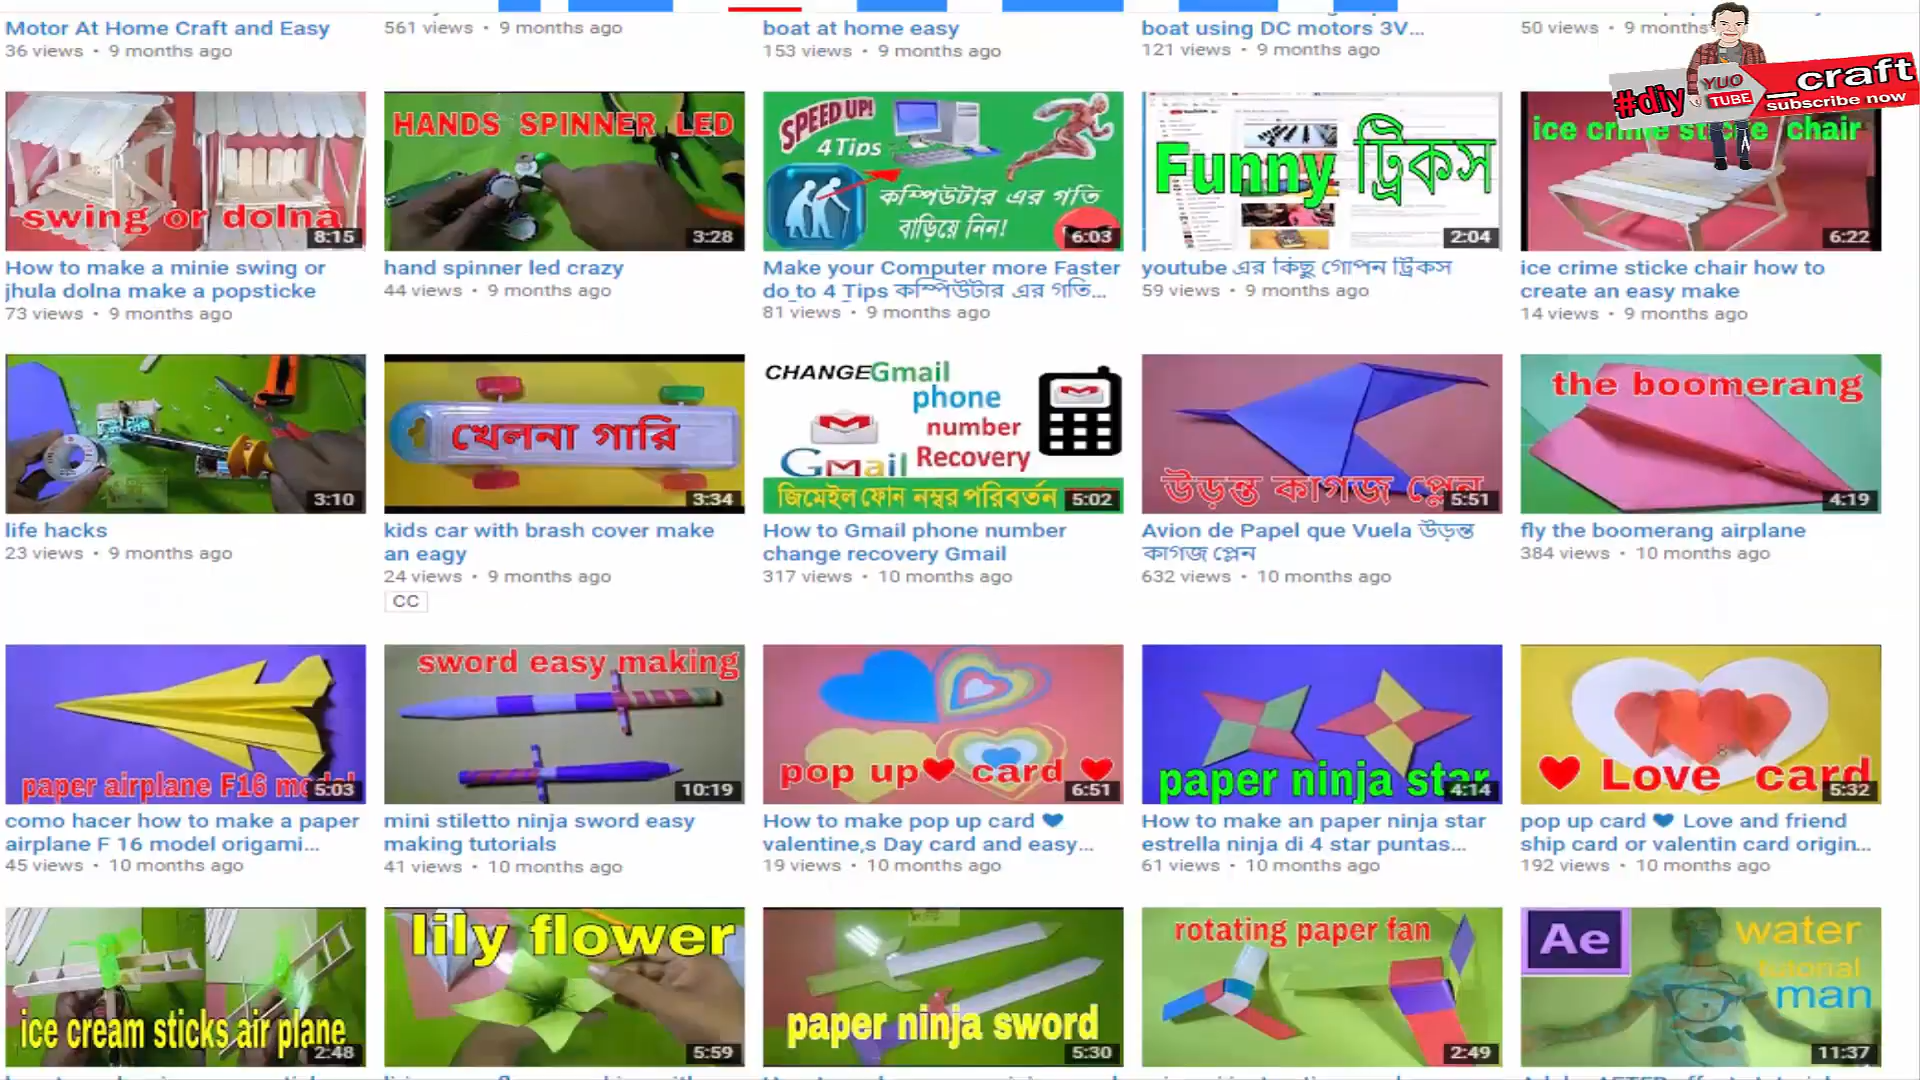 Motor At Home Craft and Easy
36 views • 9 months ago
561 views • 9 months ago
boat at home easy
153 views • 9 months ago
boat using DC motors 3V...
121 views • 9 months ago
50 views • 9 months
#diy
YUO
TUBE
_craft
subscribe now
swing or dolna
8:15
How to make a minie swing or
jhula dolna make a popsticke
73 views • 9 months ago
HANDS SPINNER LED
3:28
hand spinner led crazy
44 views • 9 months ago
SPEED UP!
4 Tips
কম্পিউটার এর গতি
বাড়িয়ে নিন!
6:03
Make your Computer more Faster
do to 4 Tips কম্পিউটার এর গতি...
81 views • 9 months ago
Funny ট্রিকস
2:04
youtube এর কিছু গোপন ট্রিকস
59 views • 9 months ago
ice crime sticke chair
6:22
ice crime sticke chair how to
create an easy make
14 views • 9 months ago
3:10
life hacks
23 views • 9 months ago
খেলনা গারি
3:34
kids car with brash cover make
an eagy
24 views • 9 months ago
CC
CHANGE Gmail
phone
number
Gmail Recovery
জিমেইল ফোন নম্বর পরিবর্তন
5:02
How to Gmail phone number
change recovery Gmail
317 views • 10 months ago
উড়ন্ত কাগজ প্লেন
5:51
Avion de Papel que Vuela উড়ন্ত
কাগজ প্লেন
632 views • 10 months ago
the boomerang
4:19
fly the boomerang airplane
384 views • 10 months ago
paper airplane F16 model
5:03
como hacer how to make a paper
airplane F 16 model origami...
45 views • 10 months ago
sword easy making
10:19
mini stiletto ninja sword easy
making tutorials
41 views • 10 months ago
pop up❤ card ❤
6:51
How to make pop up card ❤
valentine,s Day card and easy...
19 views • 10 months ago
paper ninja star
4:14
How to make an paper ninja star
estrella ninja di 4 star puntas...
61 views • 10 months ago
❤ Love card
5:32
pop up card ❤ Love and friend
ship card or valentin card origin...
192 views • 10 months ago
ice cream sticks air plane
2:48
lily flower
5:59
paper ninja sword
5:30
rotating paper fan
2:49
Ae
water
tutorial
man
11:37